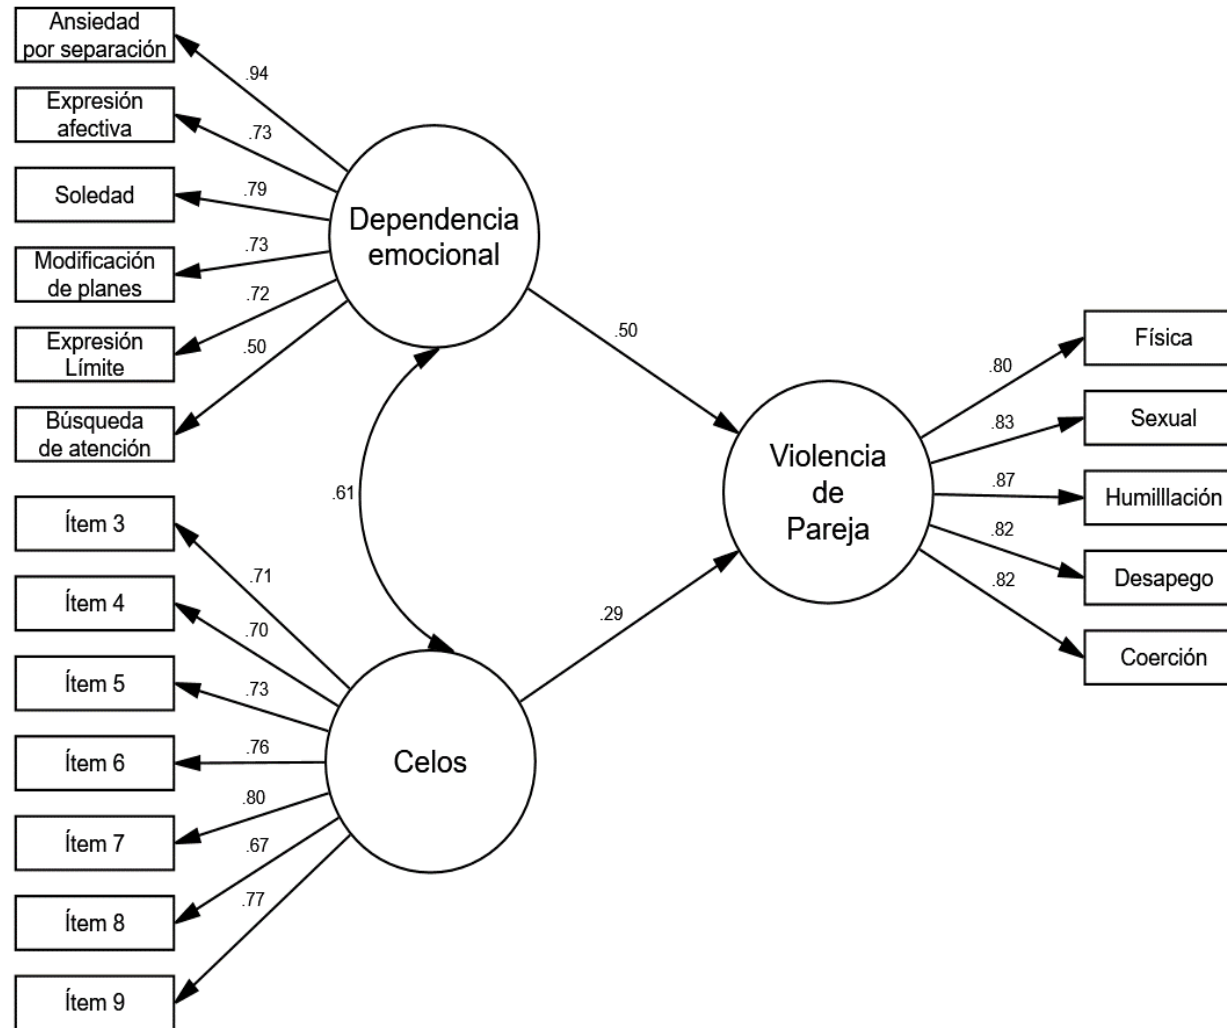 Ansiedad
por separación
.94
Expresión
afectiva
.73
Soledad
.79
Modificación
de planes
.73
Expresión
Límite
.72
Búsqueda
de atención
.50
Dependencia
emocional
.50
.61
Ítem 3
.71
Ítem 4
.70
Ítem 5
.73
Ítem 6
.76
Ítem 7
.80
Ítem 8
.67
Ítem 9
.77
Celos
.29
Violencia
de
Pareja
.80
Física
.83
Sexual
.87
Humilllación
.82
Desapego
.82
Coerción